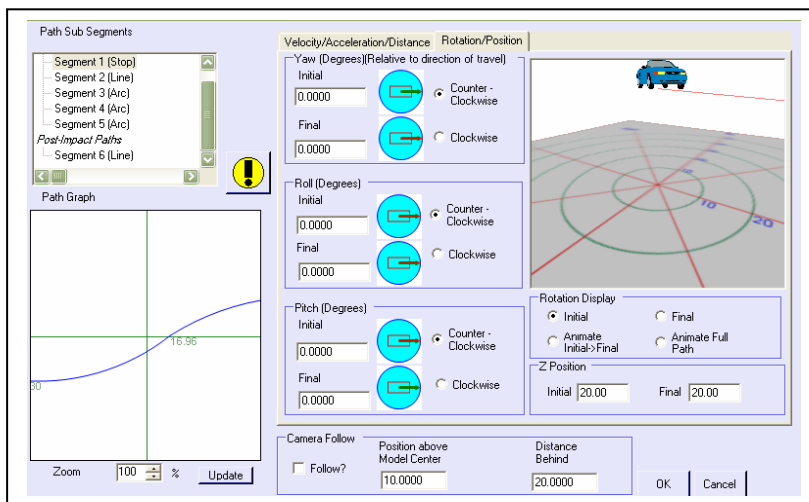 Path Sub Segments
Segment 1 (Stop)
Segment 2 (Line)
Segment 3 (Arc)
Segment 4 (Arc)
Segment 5 (Arc)
Post-Impact Paths
Segment 6 (Line)
Path Graph
16.96
30
Zoom 100 % Update
Velocity/Acceleration/Distance Rotation/Position
Yaw (Degrees)(Relative to direction of travel)
Initial
0.0000
Counter -
Clockwise
Final
0.0000
Clockwise
Roll (Degrees)
Initial
0.0000
Counter -
Clockwise
Final
0.0000
Clockwise
Pitch (Degrees)
Initial
0.0000
Counter -
Clockwise
Final
0.0000
Clockwise
10
20
Rotation Display
Initial Final
Animate
Initial->Final
Animate Full
Path
Z Position
Initial 20.00 Final 20.00
Camera Follow
Follow?
Position above
Model Center
10.0000
Distance
Behind
20.0000
OK Cancel